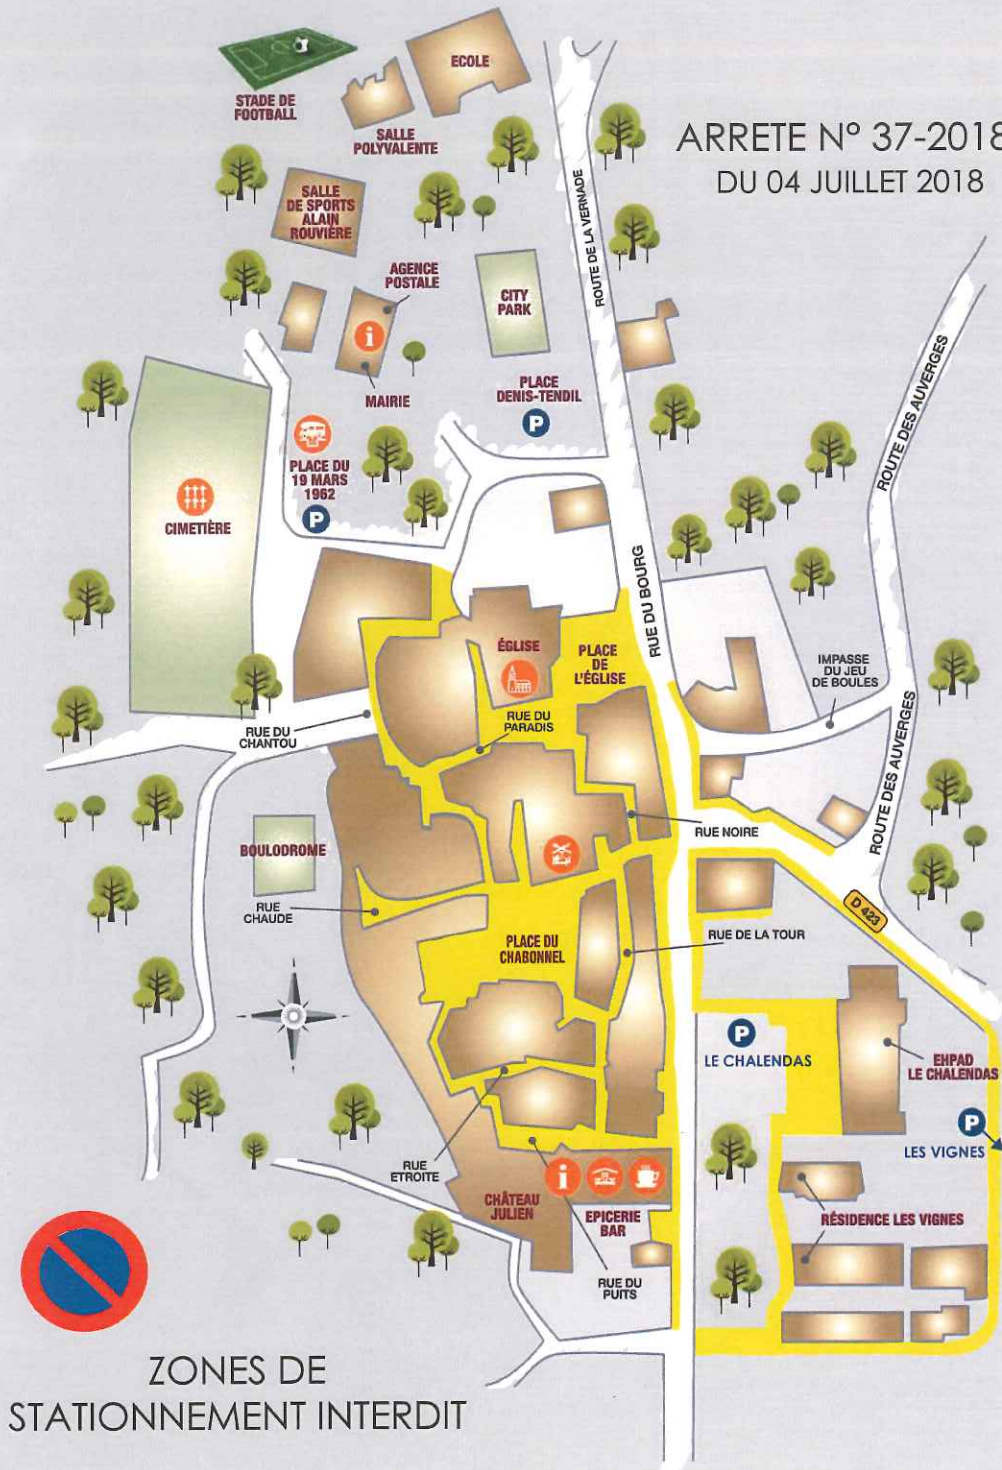 ARRETE N° 37-2018
DU 04 JUILLET 2018
STADE DE
FOOTBALL
ECOLE
SALLE
POLYVALENTE
SALLE
DE SPORTS
ALAIN
ROUVIÈRE
AGENCE
POSTALE
i
MAIRIE
CITY
PARK
PLACE
DENIS-TENDIL
P
ROUTE DE LA VERNADE
ROUTE DES AUVERGES
PLACE DU
19 MARS
1962
P
CIMETIÈRE
RUE DU BOURG
ÉGLISE
PLACE
DE
L'ÉGLISE
IMPASSE
DU JEU
DE BOULES
RUE DU
CHANTOU
RUE DU
PARADIS
ROUTE DES AUVERGES
RUE NOIRE
BOULODROME
RUE
CHAUDE
D 423
PLACE DU
CHABONNEL
RUE DE LA TOUR
P
LE CHALENDAS
EHPAD
LE CHALENDAS
P
LES VIGNES
RUE
ETROITE
CHÂTEAU
JULIEN
i
EPICERIE
BAR
RÉSIDENCE LES VIGNES
RUE DU
PUITS
ZONES DE
STATIONNEMENT INTERDIT